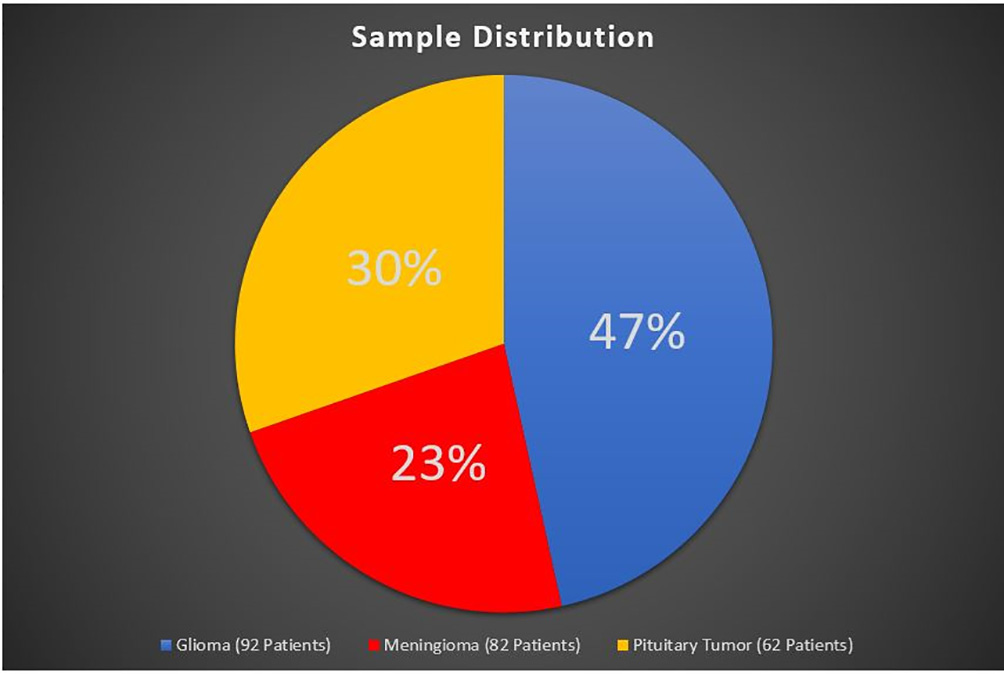 Sample Distribution
30%
47%
23%
Glioma (92 Patients) Meningioma (82 Patients) Pituitary Tumor (62 Patients)